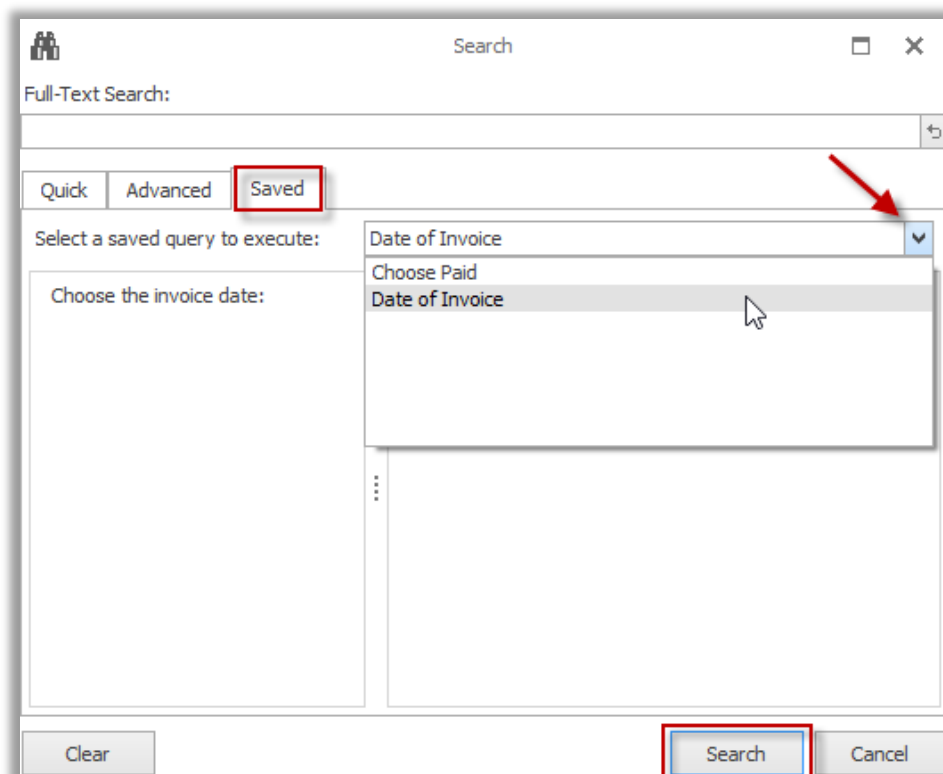 Search
Full-Text Search:
Quick Advanced Saved
Select a saved query to execute: Date of Invoice
Choose Paid
Choose the invoice date: Date of Invoice
Clear Search Cancel